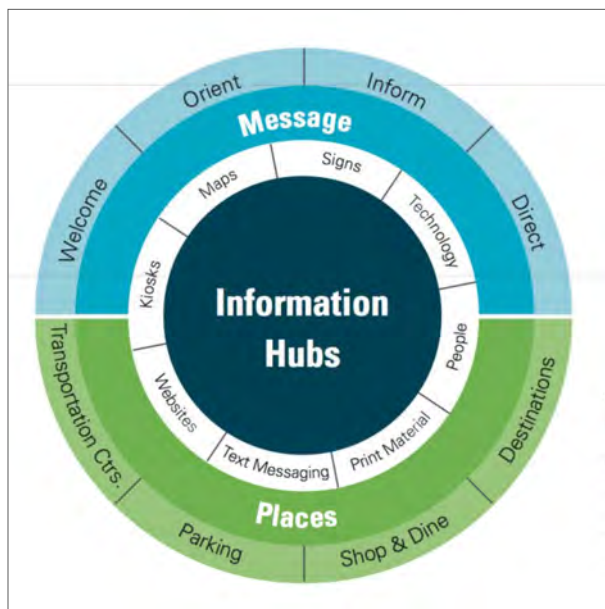 Welcome
Orient
Inform
Direct
Message
Kiosks
Maps
Signs
Technology
People
Print Material
Text Messaging
Websites
Information
Hubs
Places
Transportation Ctrs.
Parking
Shop & Dine
Destinations